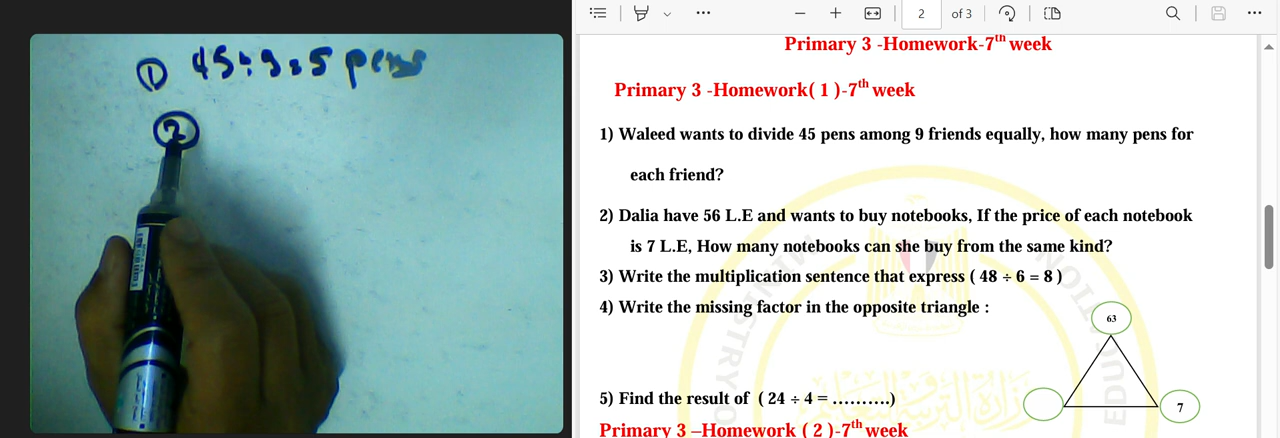 ① 45÷9=5 pens
②
2 of 3
Primary 3 -Homework-7th week
Primary 3 -Homework( 1 )-7th week
1) Waleed wants to divide 45 pens among 9 friends equally, how many pens for
each friend?
2) Dalia have 56 L.E and wants to buy notebooks, If the price of each notebook
is 7 L.E, How many notebooks can she buy from the same kind?
3) Write the multiplication sentence that express ( 48 ÷ 6 = 8 )
4) Write the missing factor in the opposite triangle :
63
7
5) Find the result of ( 24 ÷ 4 = ……….)
Primary 3 –Homework ( 2 )-7th week